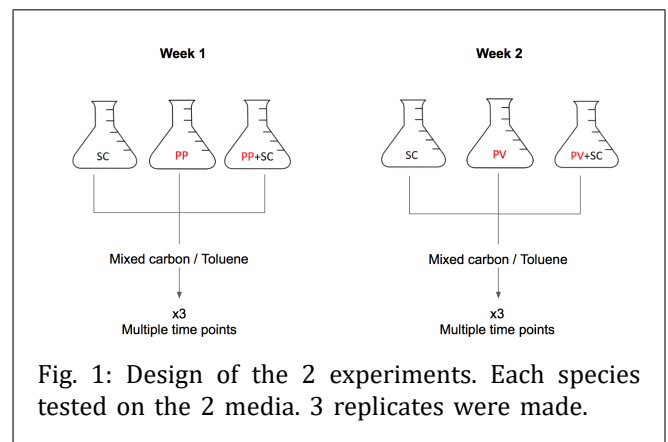 Week 1
Week 2
SC
PP
PP+SC
SC
PV
PV+SC
Mixed carbon / Toluene
Mixed carbon / Toluene
x3
Multiple time points
x3
Multiple time points
Fig. 1: Design of the 2 experiments. Each species
tested on the 2 media. 3 replicates were made.